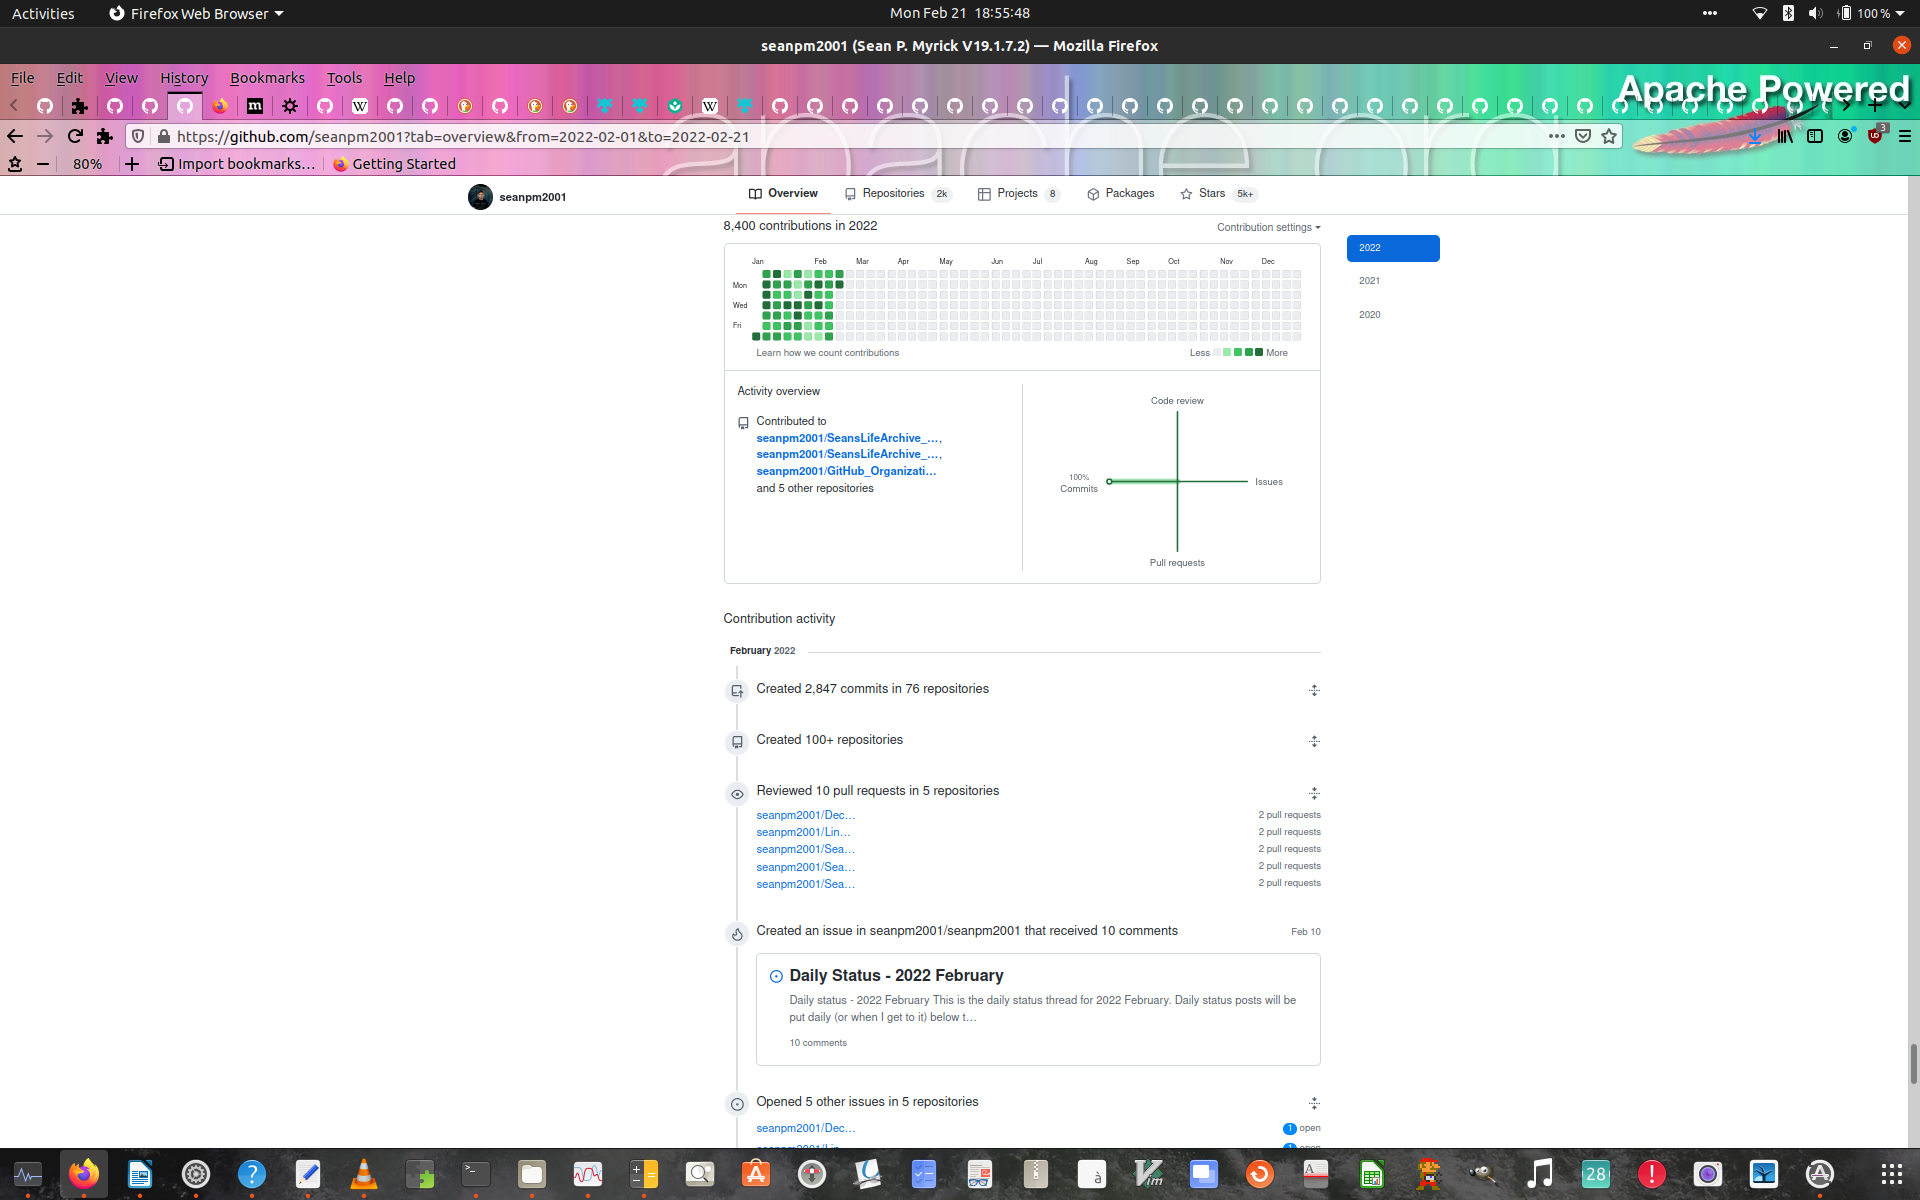 Activities
Firefox Web Browser
Mon Feb 21 18:55:48
100 %
seanpm2001 (Sean P. Myrick V19.1.7.2) — Mozilla Firefox
File Edit View History Bookmarks Tools Help
Apache Powered
https://github.com/seanpm2001?tab=overview&from=2022-02-01&to=2022-02-21
3
80%
Import bookmarks…
Getting Started
seanpm2001
Overview
Repositories 2k
Projects 8
Packages
Stars 5k+
8,400 contributions in 2022
Contribution settings
2022
2021
2020
Jan Feb Mar Apr May Jun Jul Aug Sep Oct Nov Dec
Mon
Wed
Fri
Learn how we count contributions
Less More
Activity overview
Contributed to
seanpm2001/SeansLifeArchive_…,
seanpm2001/SeansLifeArchive_…,
seanpm2001/GitHub_Organizati…
and 5 other repositories
Code review
100%
Commits
Issues
Pull requests
Contribution activity
February 2022
Created 2,847 commits in 76 repositories
Created 100+ repositories
Reviewed 10 pull requests in 5 repositories
seanpm2001/Dec… 2 pull requests
seanpm2001/Lin… 2 pull requests
seanpm2001/Sea… 2 pull requests
seanpm2001/Sea… 2 pull requests
seanpm2001/Sea… 2 pull requests
Created an issue in seanpm2001/seanpm2001 that received 10 comments
Feb 10
Daily Status - 2022 February
Daily status - 2022 February This is the daily status thread for 2022 February. Daily status posts will be
put daily (or when I get to it) below t…
10 comments
Opened 5 other issues in 5 repositories
seanpm2001/Dec… 1 open
28